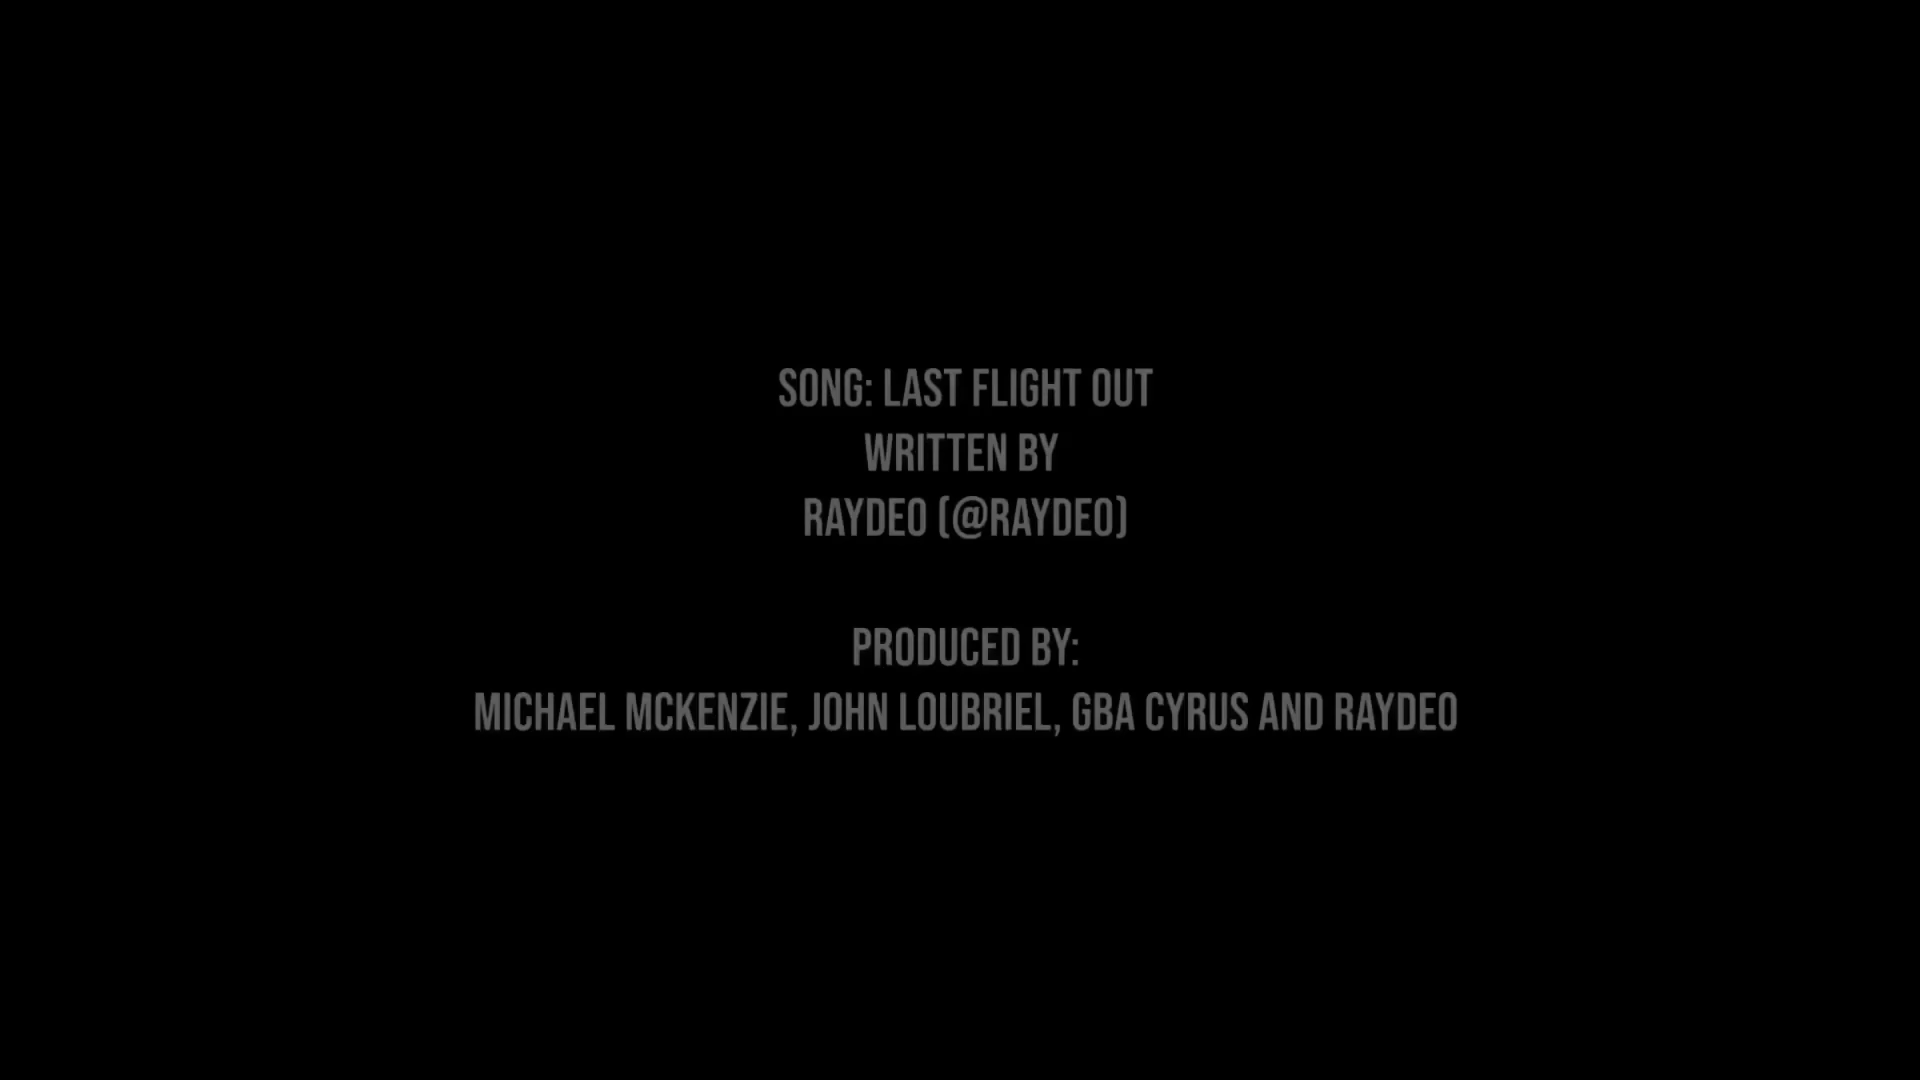 SONG: LAST FLIGHT OUT
WRITTEN BY
RAYDEO (@RAYDEO)
PRODUCED BY:
MICHAEL MCKENZIE, JOHN LOUBRIEL, GBA CYRUS AND RAYDEO